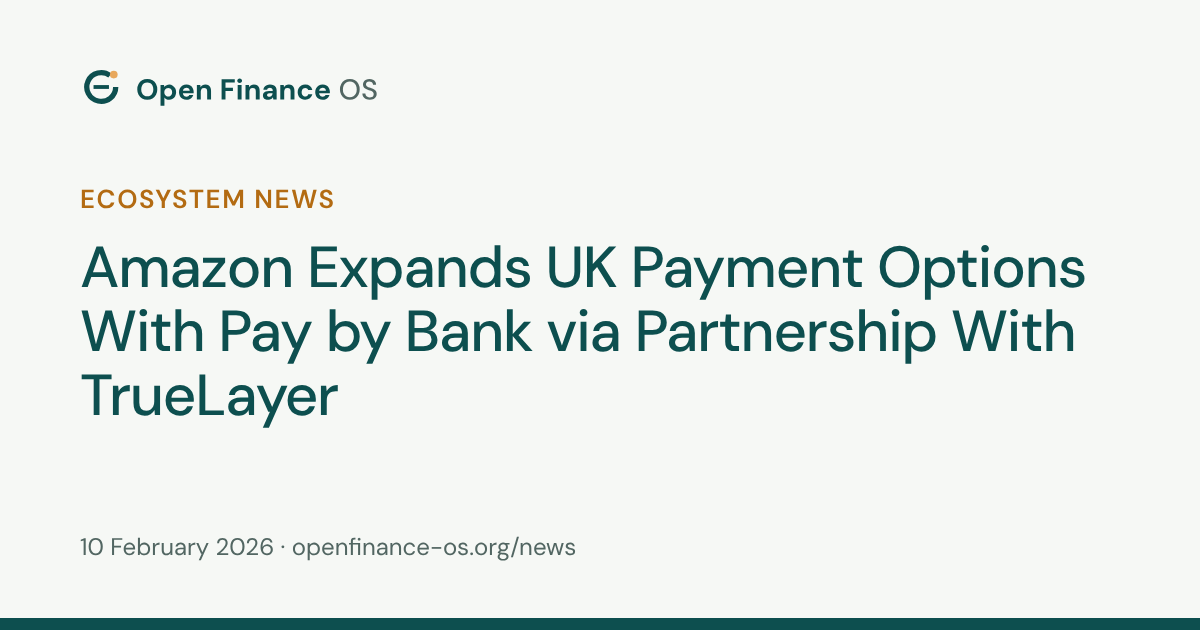 Open Finance OS
ECOSYSTEM NEWS
Amazon Expands UK Payment Options
With Pay by Bank via Partnership With
TrueLayer
10 February 2026 · openfinance-os.org/news